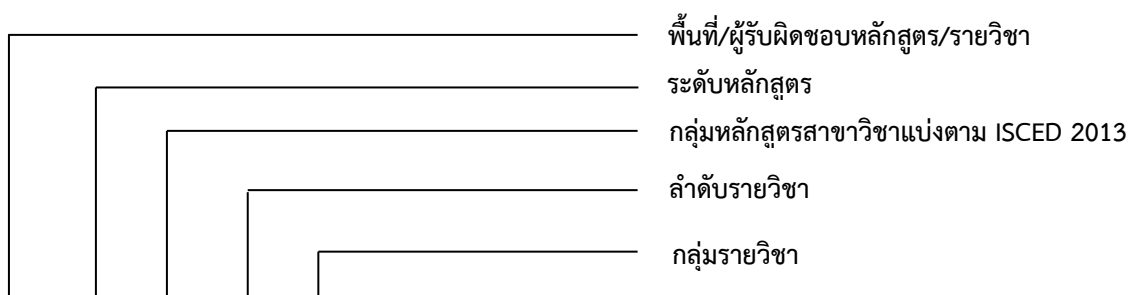 พื้นที่/ผู้รับผิดชอบหลักสูตร/รายวิชา
ระดับหลักสูตร
กลุ่มหลักสูตรสาขาวิชาแบ่งตาม ISCED 2013
ลำดับรายวิชา
กลุ่มรายวิชา